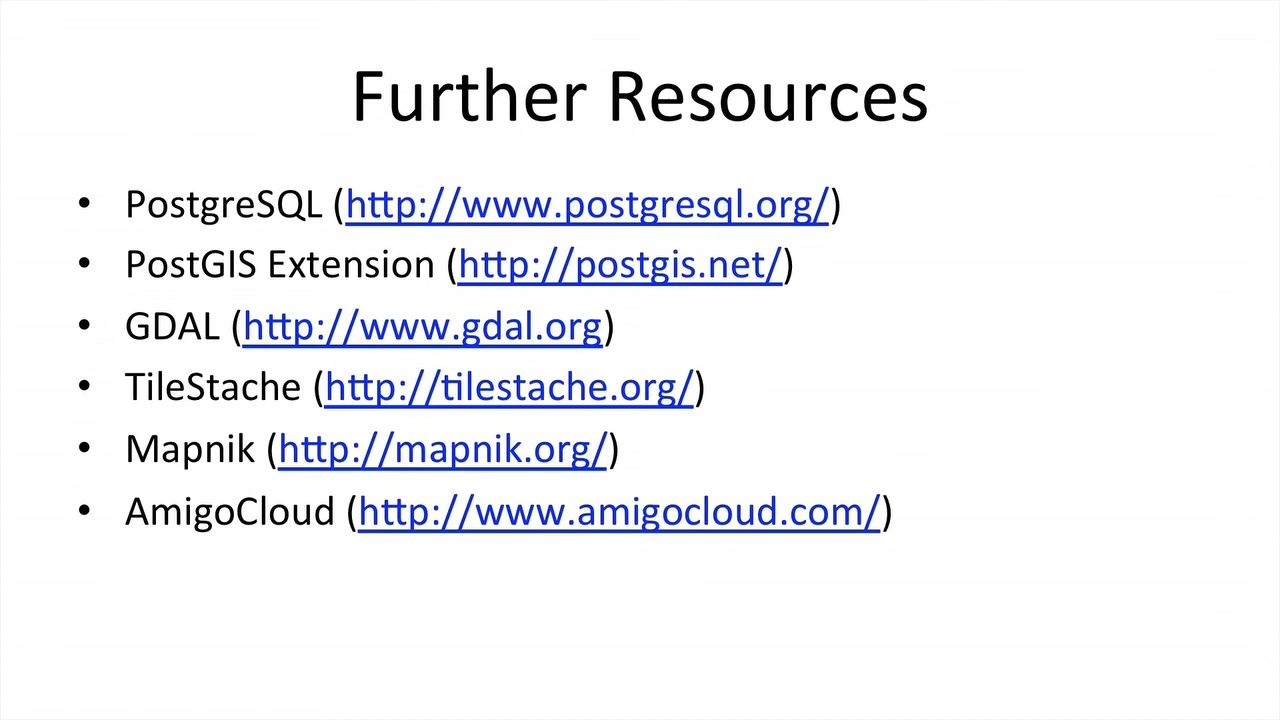 Further Resources
• PostgreSQL (http://www.postgresql.org/)
• PostGIS Extension (http://postgis.net/)
• GDAL (http://www.gdal.org)
• TileStache (http://tilestache.org/)
• Mapnik (http://mapnik.org/)
• AmigoCloud (http://www.amigocloud.com/)